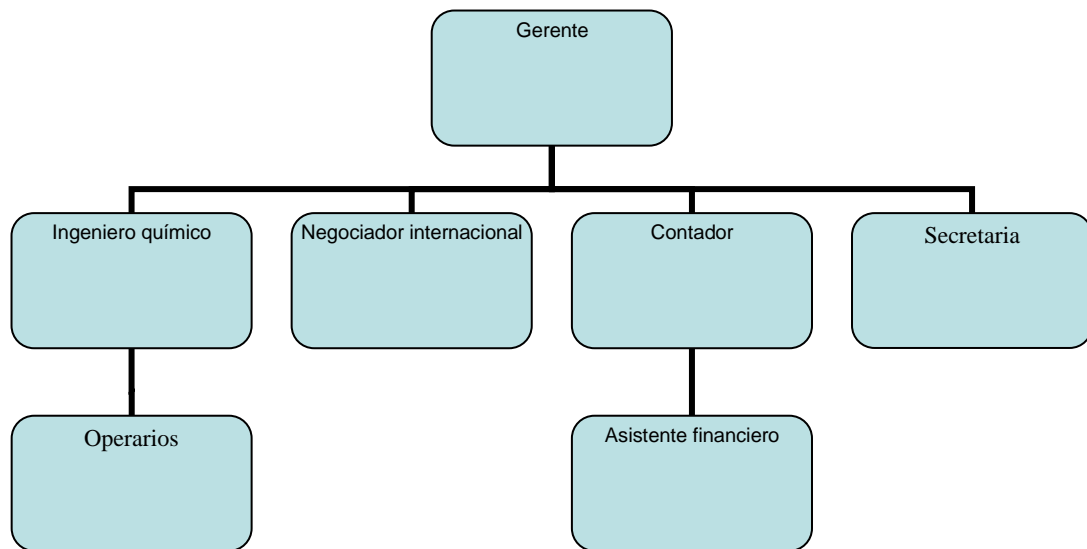 Gerente
Ingeniero químico
Negociador internacional
Contador
Secretaria
Operarios
Asistente financiero